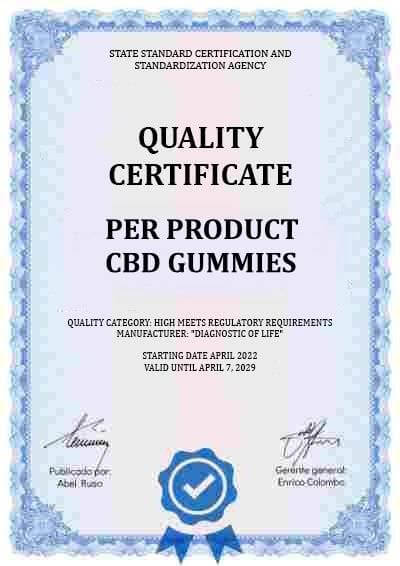 STATE STANDARD CERTIFICATION AND
STANDARDIZATION AGENCY
QUALITY
CERTIFICATE
PER PRODUCT
CBD GUMMIES
QUALITY CATEGORY: HIGH MEETS REGULATORY REQUIREMENTS
MANUFACTURER: "DIAGNOSTIC OF LIFE"
STARTING DATE APRIL 2022
VALID UNTIL APRIL 7, 2029
Publicado por:
Abel Ruso
Gerente general:
Enrico Colombo